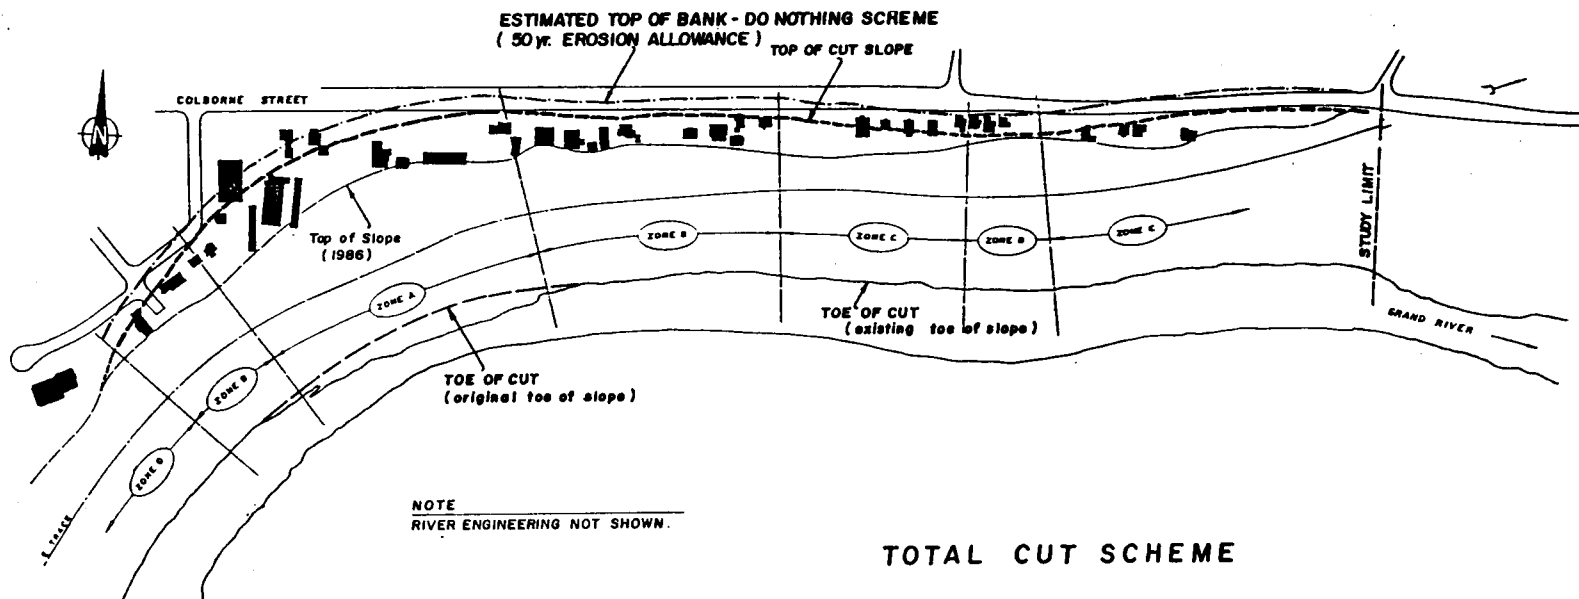 ESTIMATED TOP OF BANK - DO NOTHING SCHEME
( 50 yr. EROSION ALLOWANCE )
TOP OF CUT SLOPE
COLBORNE STREET
N
Top of Slope
(1986)
STUDY LIMIT
ZONE B
ZONE C
ZONE B
ZONE C
ZONE A
TOE OF CUT
(existing toe of slope)
GRAND RIVER
TOE OF CUT
(original toe of slope)
ZONE B
ZONE D
TRACK
NOTE
RIVER ENGINEERING NOT SHOWN.
TOTAL CUT SCHEME